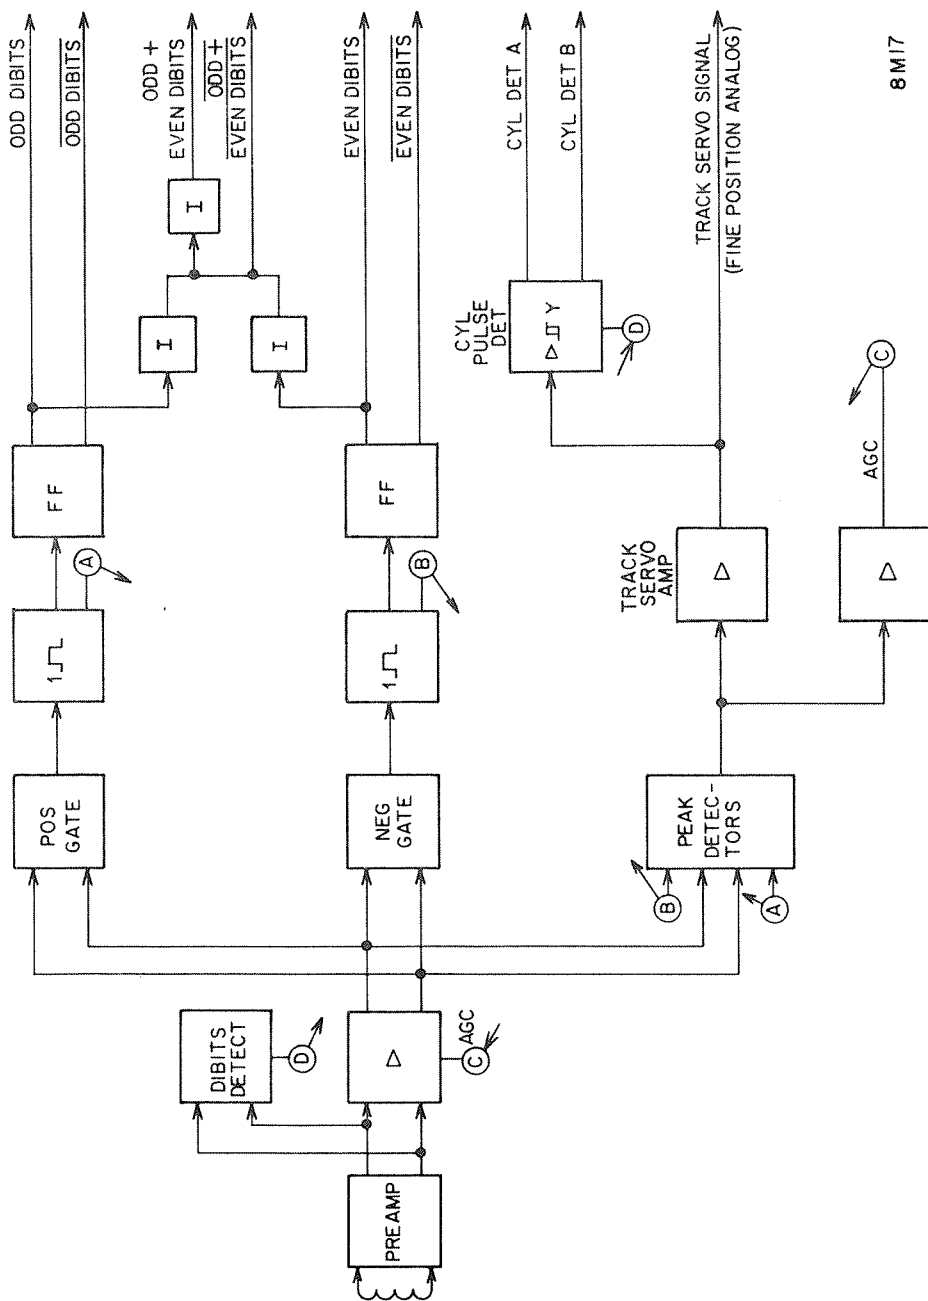 ODD DIBITS
ODD DIBITS
ODD +
EVEN DIBITS
ODD +
EVEN DIBITS
EVEN DIBITS
EVEN DIBITS
CYL DET A
CYL DET B
TRACK SERVO SIGNAL
(FINE POSITION ANALOG)
8M17
I
I
I
CYL
PULSE
DET
Y
D
C
AGC
FF
FF
A
B
1
1
TRACK
SERVO
AMP
POS
GATE
NEG
GATE
PEAK
DETEC-
TORS
B
A
DIBITS
DETECT
D
AGC
C
PREAMP